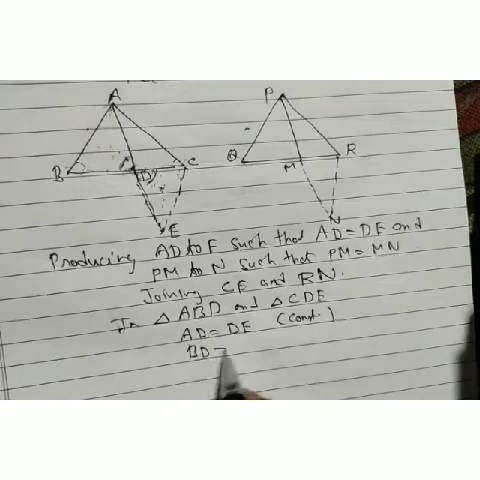 A
P
B
D
C
Q
M
R
E
N
Producing AD to E such that AD = DE and
PM to N such that PM = MN
Joining CE and RN.
In △ ABD and △ CDE
AD = DE (const.)
BD =